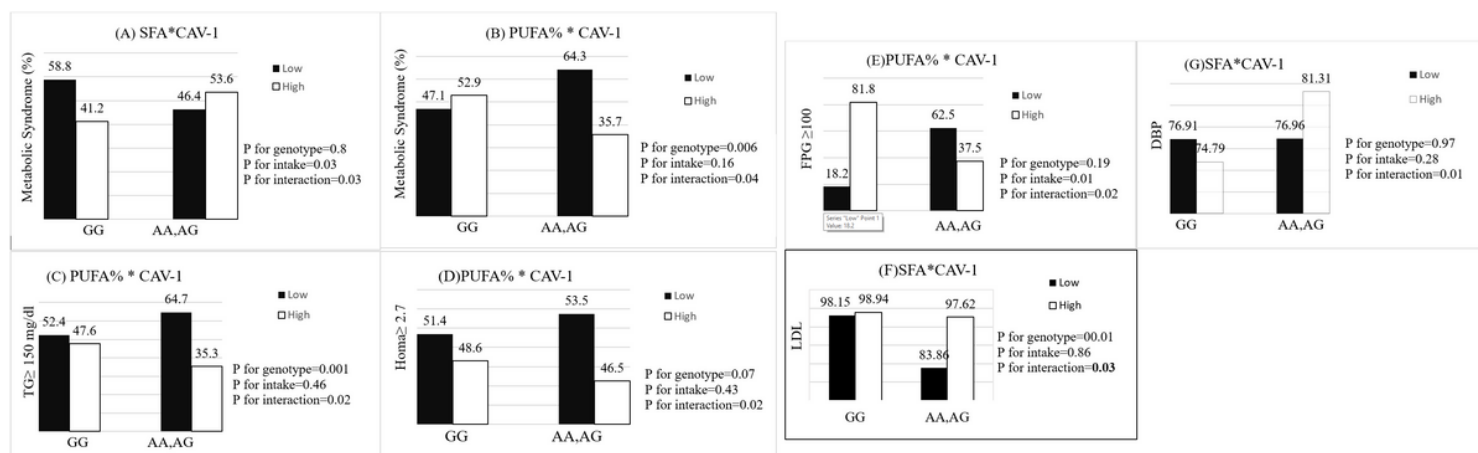 (A) SFA*CAV-1
Metabolic Syndrome (%)
58.8
41.2
46.4
53.6
Low
High
P for genotype=0.8
P for intake=0.03
P for interaction=0.03
GG
AA,AG
(B) PUFA% * CAV-1
Metabolic Syndrome (%)
47.1
52.9
64.3
35.7
Low
High
P for genotype=0.006
P for intake=0.16
P for interaction=0.04
GG
AA,AG
(C) PUFA% * CAV-1
TG≥ 150 mg/dl
52.4
47.6
64.7
35.3
Low
High
P for genotype=0.001
P for intake=0.46
P for interaction=0.02
GG
AA,AG
(D)PUFA% * CAV-1
Homa≥ 2.7
51.4
48.6
53.5
46.5
Low
High
P for genotype=0.07
P for intake=0.43
P for interaction=0.02
GG
AA,AG
(E)PUFA% * CAV-1
FPG ≥100
18.2
81.8
62.5
37.5
Low
High
P for genotype=0.19
P for intake=0.01
P for interaction=0.02
Series "Low" Point 1
Value: 18.2
AA,AG
(F)SFA*CAV-1
LDL
98.15
98.94
83.86
97.62
Low
High
P for genotype=00.01
P for intake=0.86
P for interaction=0.03
GG
AA,AG
(G)SFA*CAV-1
DBP
76.91
74.79
76.96
81.31
Low
High
P for genotype=0.97
P for intake=0.28
P for interaction=0.01
GG
AA,AG